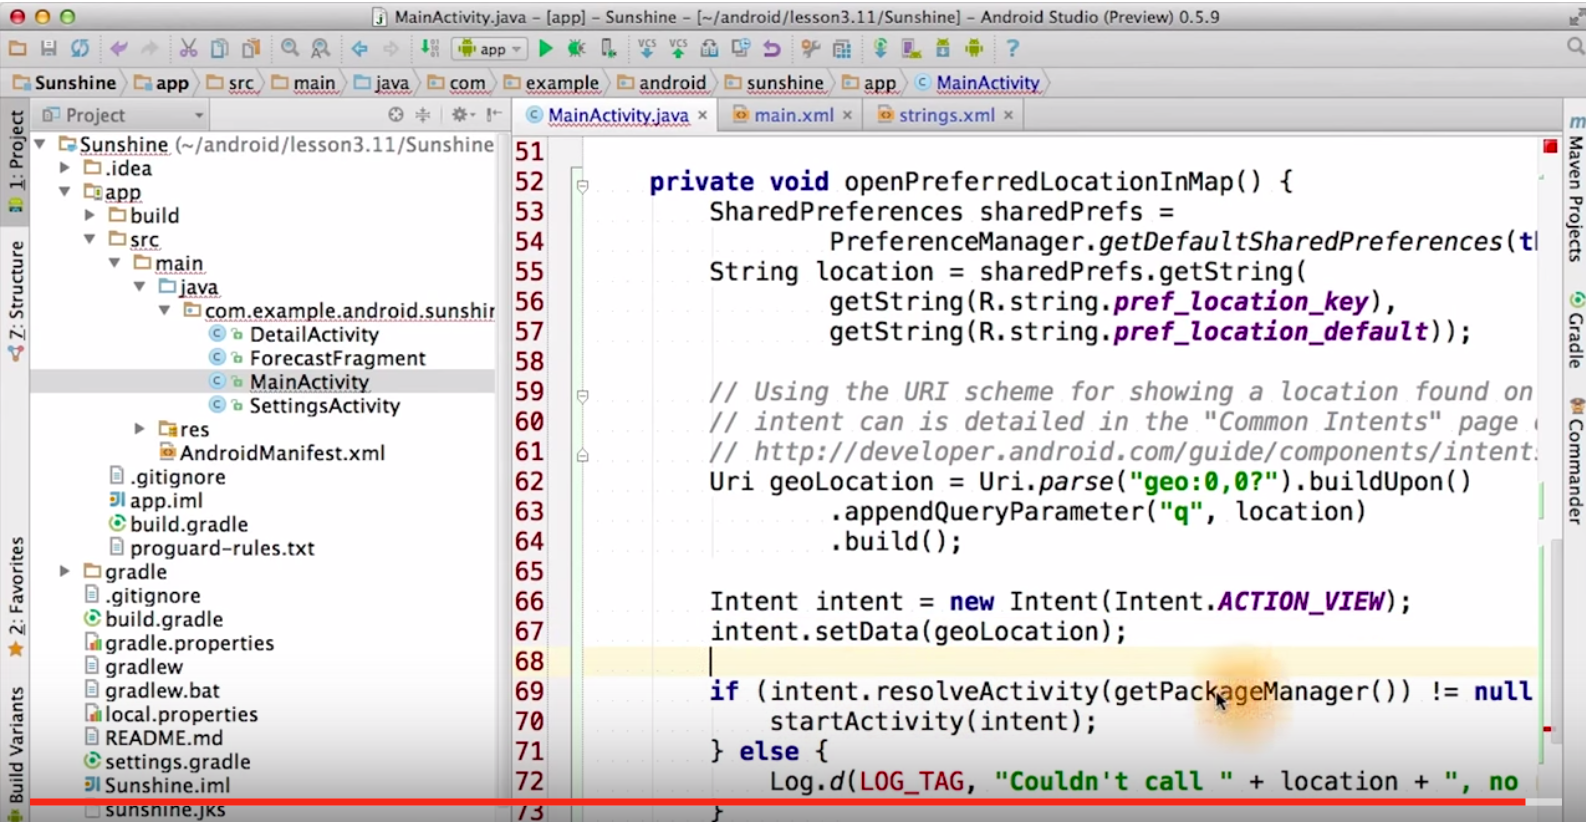 MainActivity.java – [app] – Sunshine – [~/android/lesson3.11/Sunshine] – Android Studio (Preview) 0.5.9
app
VCS VCS
?
Sunshine app src main java com example android sunshine app MainActivity
1: Project
Z: Structure
2: Favorites
Build Variants
Project
Sunshine (~/android/lesson3.11/Sunshine
.idea
app
build
src
main
java
com.example.android.sunshin
DetailActivity
ForecastFragment
MainActivity
SettingsActivity
res
AndroidManifest.xml
.gitignore
app.iml
build.gradle
proguard-rules.txt
gradle
.gitignore
build.gradle
gradle.properties
gradlew
gradlew.bat
local.properties
README.md
settings.gradle
Sunshine.iml
sunshine.jks
MainActivity.java main.xml strings.xml
51
52 private void openPreferredLocationInMap() {
53 SharedPreferences sharedPrefs =
54 PreferenceManager.getDefaultSharedPreferences(th
55 String location = sharedPrefs.getString(
56 getString(R.string.pref_location_key),
57 getString(R.string.pref_location_default));
58
59 // Using the URI scheme for showing a location found on
60 // intent can is detailed in the "Common Intents" page
61 // http://developer.android.com/guide/components/intents
62 Uri geoLocation = Uri.parse("geo:0,0?").buildUpon()
63 .appendQueryParameter("q", location)
64 .build();
65
66 Intent intent = new Intent(Intent.ACTION_VIEW);
67 intent.setData(geoLocation);
68
69 if (intent.resolveActivity(getPackageManager()) != null
70 startActivity(intent);
71 } else {
72 Log.d(LOG_TAG, "Couldn't call " + location + ", no
73 }
Maven Projects
Gradle
Commander